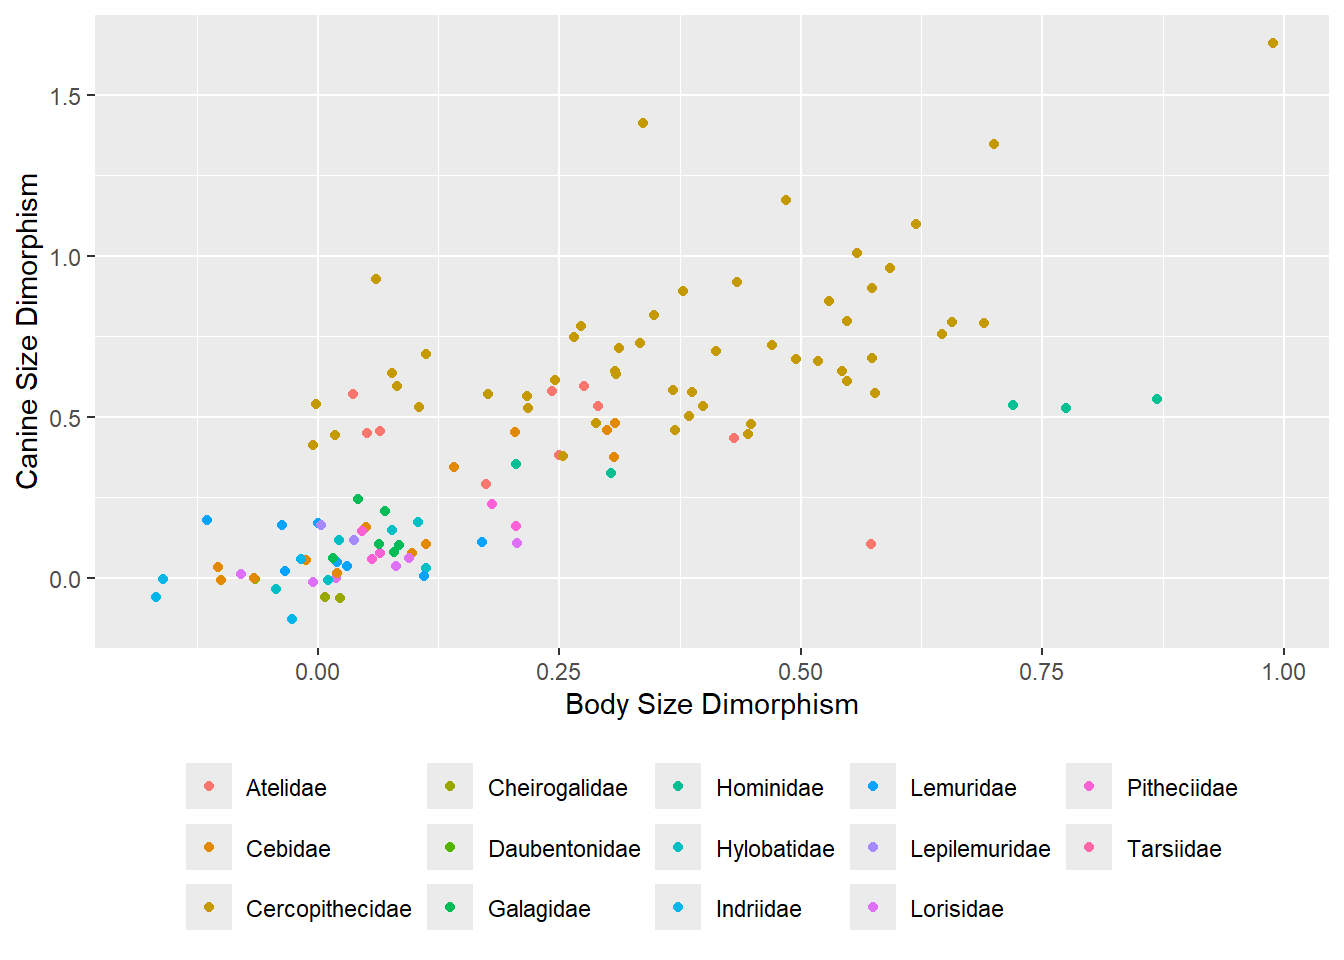 Canine Size Dimorphism
1.5
1.0
0.5
0.0
0.00 0.25 0.50 0.75 1.00
Body Size Dimorphism
Atelidae Cheirogalidae Hominidae Lemuridae Pitheciidae
Cebidae Daubentonidae Hylobatidae Lepilemuridae Tarsiidae
Cercopithecidae Galagidae Indriidae Lorisidae